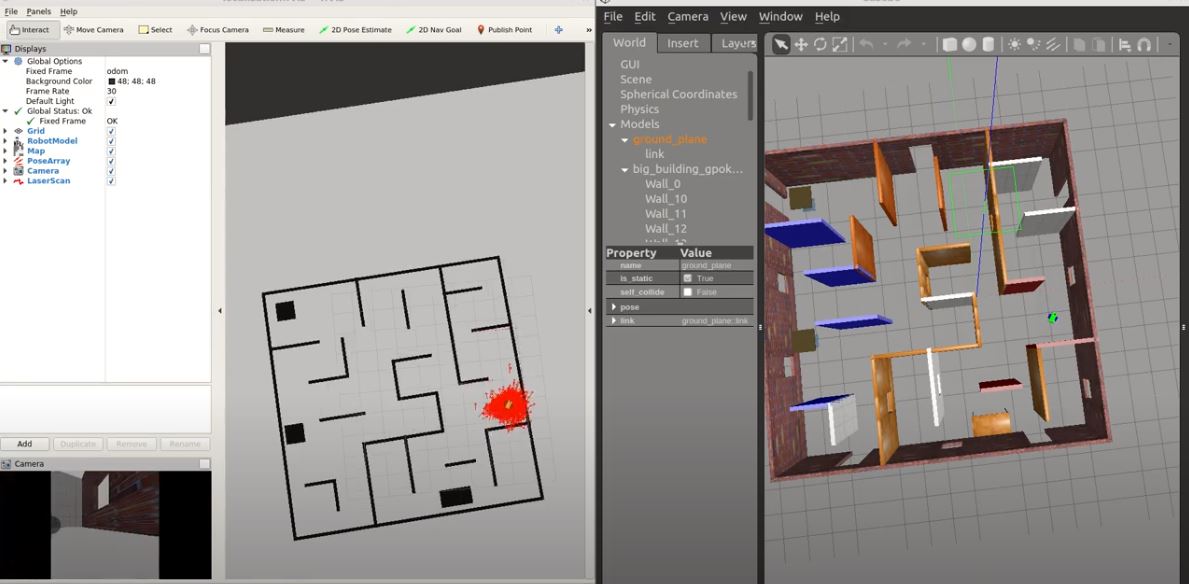 File Panels Help
Interact Move Camera Select Focus Camera Measure 2D Pose Estimate 2D Nav Goal Publish Point »
Displays
Global Options
Fixed Frame odom
Background Color 48; 48; 48
Frame Rate 30
Default Light
Global Status: Ok
Fixed Frame OK
Grid
RobotModel
Map
PoseArray
Camera
LaserScan
Add Duplicate Remove Rename
Camera
File Edit Camera View Window Help
World Insert Layers
GUI
Scene
Spherical Coordinates
Physics
Models
ground_plane
link
big_building_gpok...
Wall_0
Wall_10
Wall_11
Wall_12
Property Value
name ground_plane
is_static True
self_collide False
pose
link ground_plane: link